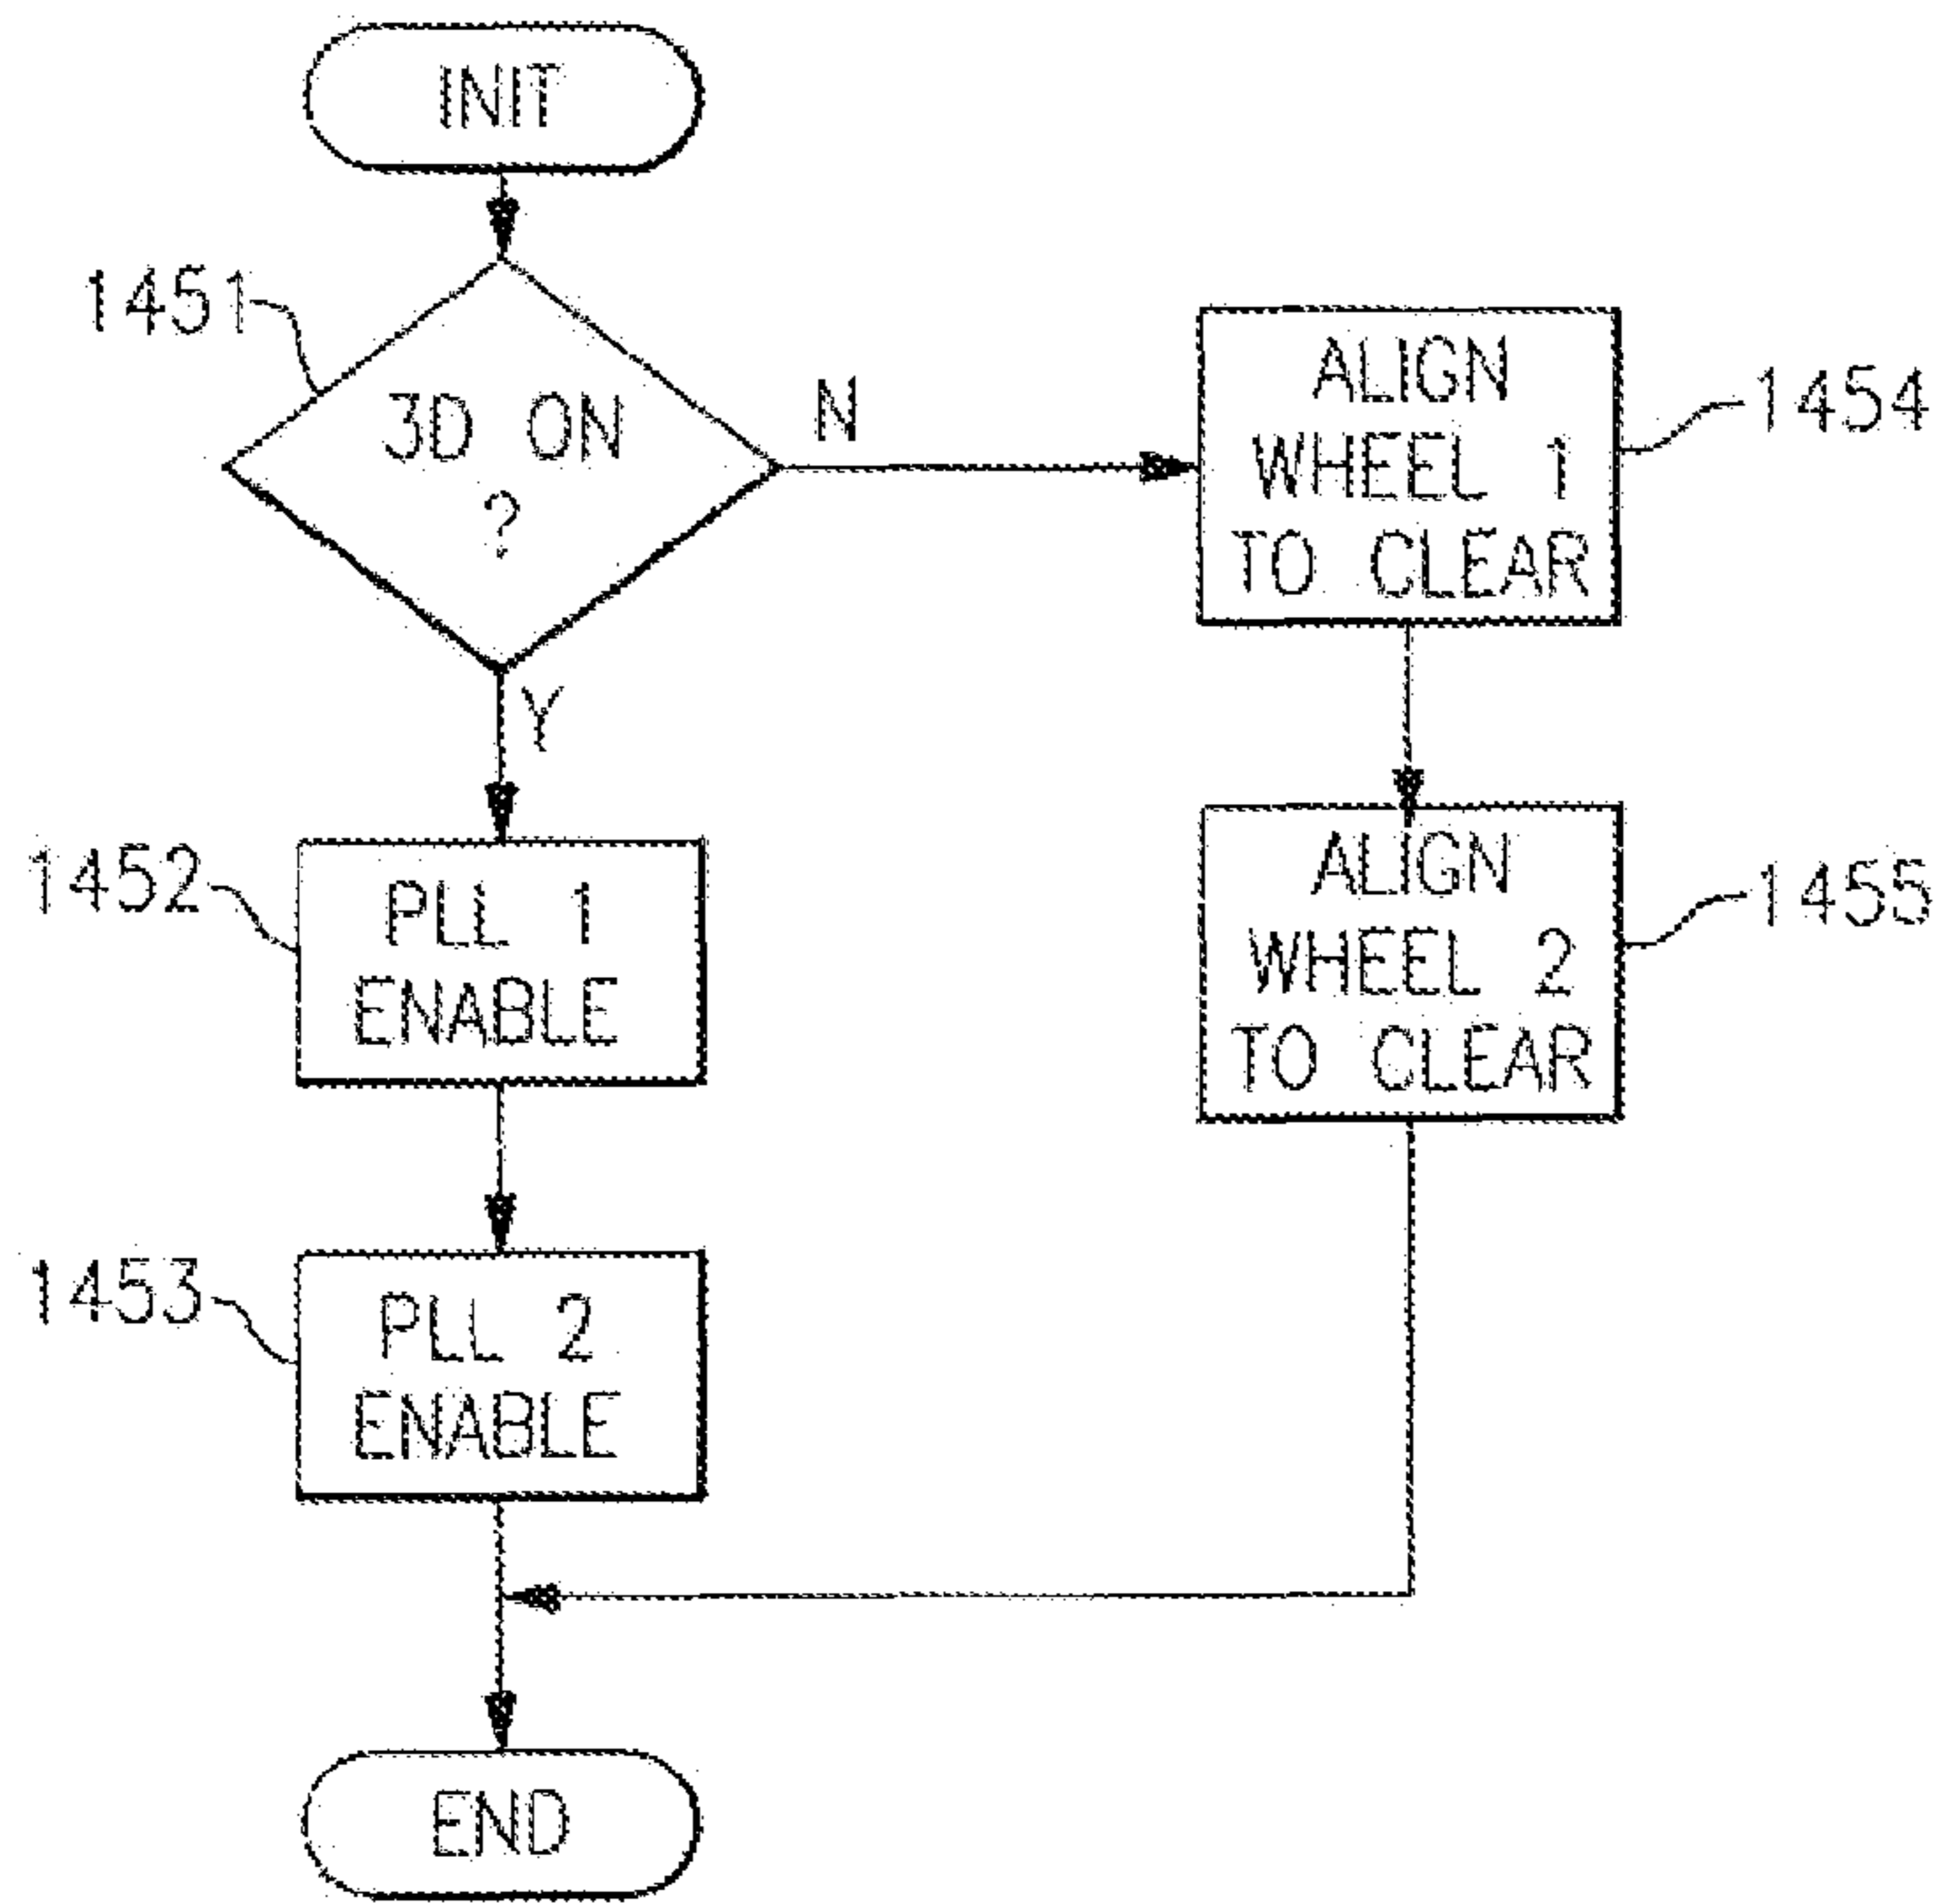 INIT
1451
3D ON
?
N
Y
ALIGN
WHEEL 1
TO CLEAR
1454
1452
PLL 1
ENABLE
ALIGN
WHEEL 2
TO CLEAR
1455
1453
PLL 2
ENABLE
END